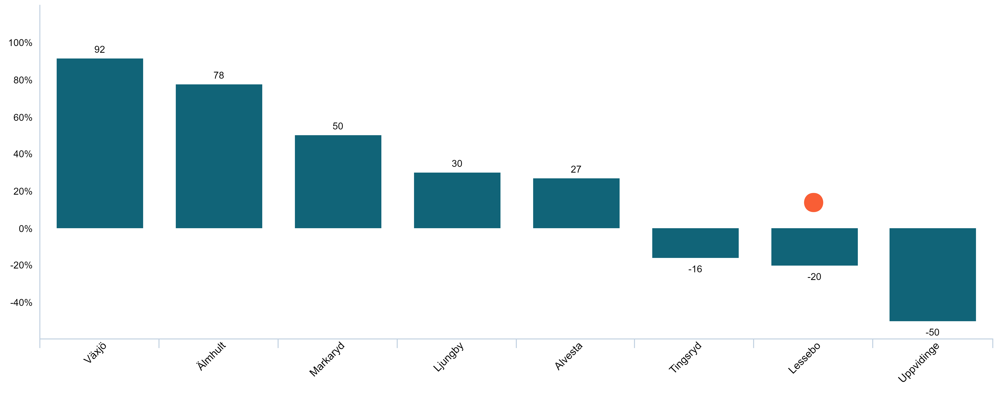 100%
80%
60%
40%
20%
0%
-20%
-40%
92
78
50
30
27
-16
-20
-50
Växjö
Älmhult
Markaryd
Ljungby
Alvesta
Tingsryd
Lessebo
Uppvidinge